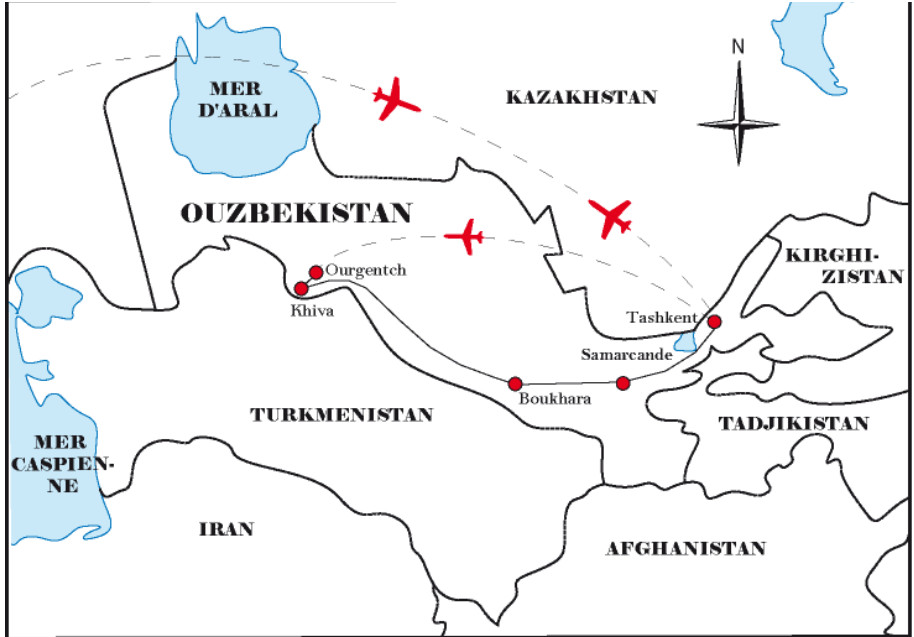 MER
D'ARAL
KAZAKHSTAN
N
OUZBEKISTAN
KIRGHI-
ZISTAN
Ourgentch
Khiva
Tashkent
Samarcande
Boukhara
TURKMENISTAN
TADJIKISTAN
MER
CASPIEN-
NE
IRAN
AFGHANISTAN